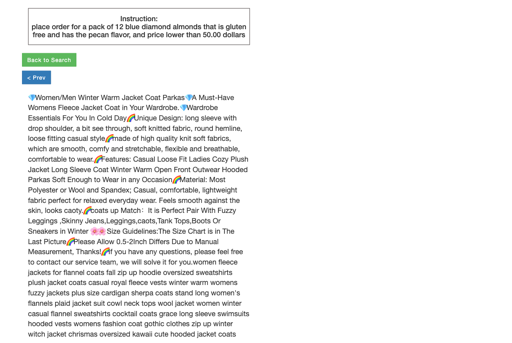 Instruction:
place order for a pack of 12 blue diamond almonds that is gluten
free and has the pecan flavor, and price lower than 50.00 dollars
Back to Search
< Prev
💎Women/Men Winter Warm Jacket Coat Parkas💎A Must-Have
Womens Fleece Jacket Coat in Your Wardrobe.💎Wardrobe
Essentials For You In Cold Day🌈Unique Design: long sleeve with
drop shoulder, a bit see through, soft knitted fabric, round hemline,
loose fitting casual style🌈made of high quality knit soft fabrics,
which are smooth, comfy and stretchable, flexible and breathable,
comfortable to wear.🌈Features: Casual Loose Fit Ladies Cozy Plush
Jacket Long Sleeve Coat Winter Warm Open Front Outwear Hooded
Parkas Soft Enough to Wear in any Occasion🌈Material: Most
Polyester or Wool and Spandex; Casual, comfortable, lightweight
fabric perfect for relaxed everyday wear. Feels smooth against the
skin, looks caoty,🌈coats up Match：It is Perfect Pair With Fuzzy
Leggings ,Skinny Jeans,Leggings,caots,Tank Tops,Boots Or
Sneakers in Winter 🌸🌸Size Guidelines:The Size Chart is in The
Last Picture🌈Please Allow 0.5-2Inch Differs Due to Manual
Measurement, Thanks!🌈If you have any questions, please feel free
to contact our service team, we will solve it for you.women fleece
jackets for flannel coats fall zip up hoodie oversized sweatshirts
plush jacket coats casual royal fleece vests winter warm womens
fuzzy jackets plus size cardigan sherpa coats stand long women's
flannels plaid jacket suit cowl neck tops wool jacket women winter
casual flannel sweatshirts cocktail coats grace long sleeve swimsuits
hooded vests womens fashion coat gothic clothes zip up winter
witch jacket chrismas oversized kawaii cute hooded jacket coats